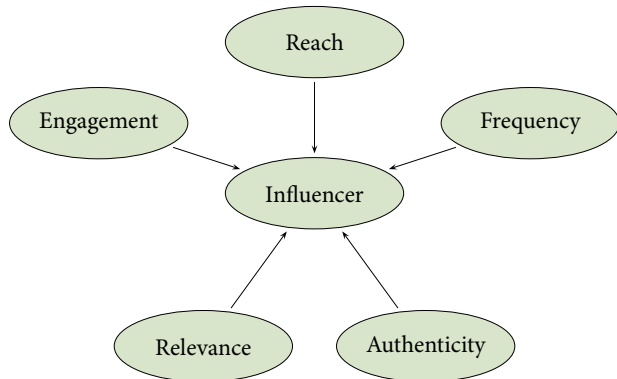 Reach
Engagement
Frequency
Influencer
Relevance
Authenticity